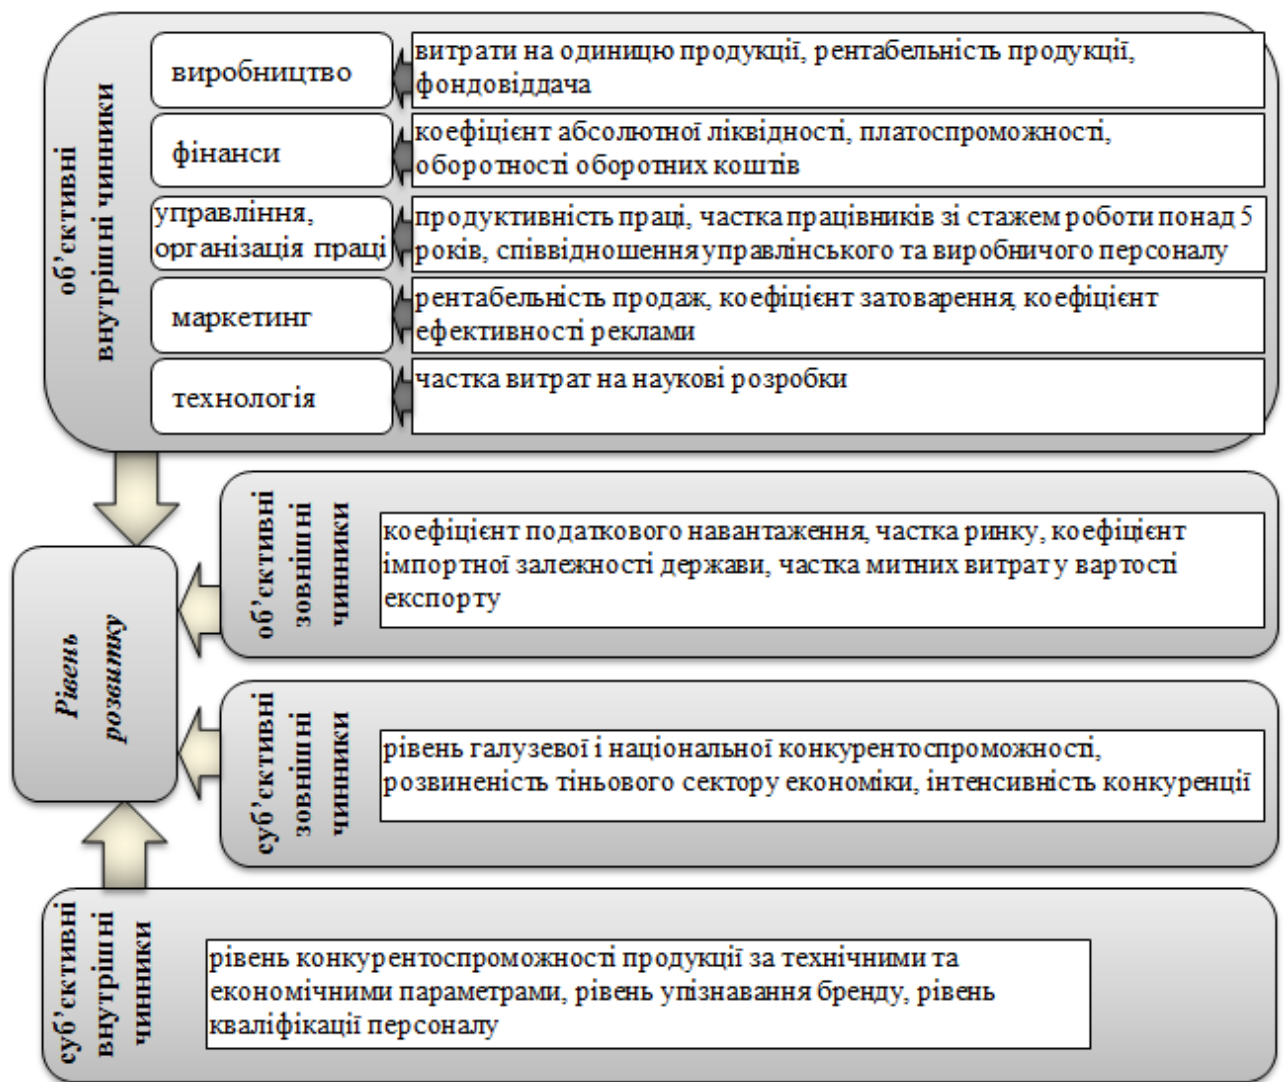 об’єктивні
внутрішні чинники
виробництво
витрати на одиницю продукції, рентабельність продукції,
фондовіддача
фінанси
коефіцієнт абсолютної ліквідності, платоспроможності,
оборотності оборотних коштів
управління,
організація праці
продуктивність праці, частка працівників зі стажем роботи понад 5
років, співвідношення управлінського та виробничого персоналу
маркетинг
рентабельність продаж, коефіцієнт затоварення, коефіцієнт
ефективності реклами
технологія
частка витрат на наукові розробки
Рівень
розвитку
об’єктивні
зовнішні
чинники
коефіцієнт податкового навантаження, частка ринку, коефіцієнт
імпортної залежності держави, частка митних витрат у вартості
експорту
суб’єктивні
зовнішні
чинники
рівень галузевої і національної конкурентоспроможності,
розвиненість тіньового сектору економіки, інтенсивність конкуренції
суб’єктивні
внутрішні
чинники
рівень конкурентоспроможності продукції за технічними та
економічними параметрами, рівень упізнавання бренду, рівень
кваліфікації персоналу